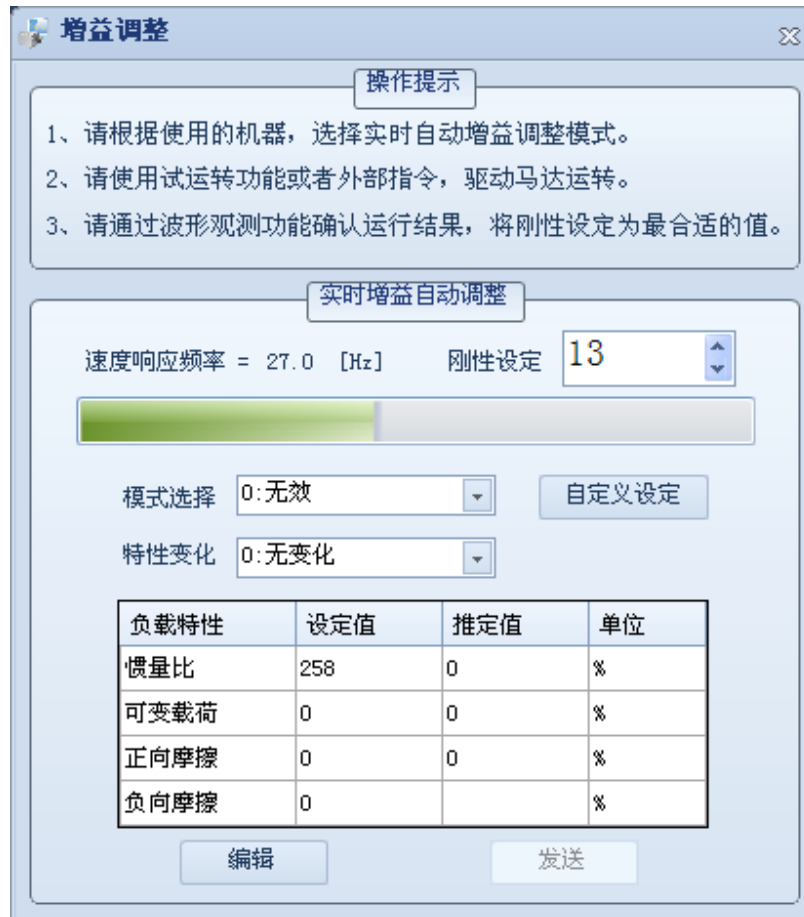 增益调整
操作提示
1、请根据使用的机器，选择实时自动增益调整模式。
2、请使用试运转功能或者外部指令，驱动马达运转。
3、请通过波形观测功能确认运行结果，将刚性设定为最合适的值。
实时增益自动调整
速度响应频率 = 27.0 [Hz] 刚性设定 13
模式选择 0:无效 自定义设定
特性变化 0:无变化
负载特性 设定值 推定值 单位
惯量比 258 0 %
可变载荷 0 0 %
正向摩擦 0 0 %
负向摩擦 0 %
编辑 发送